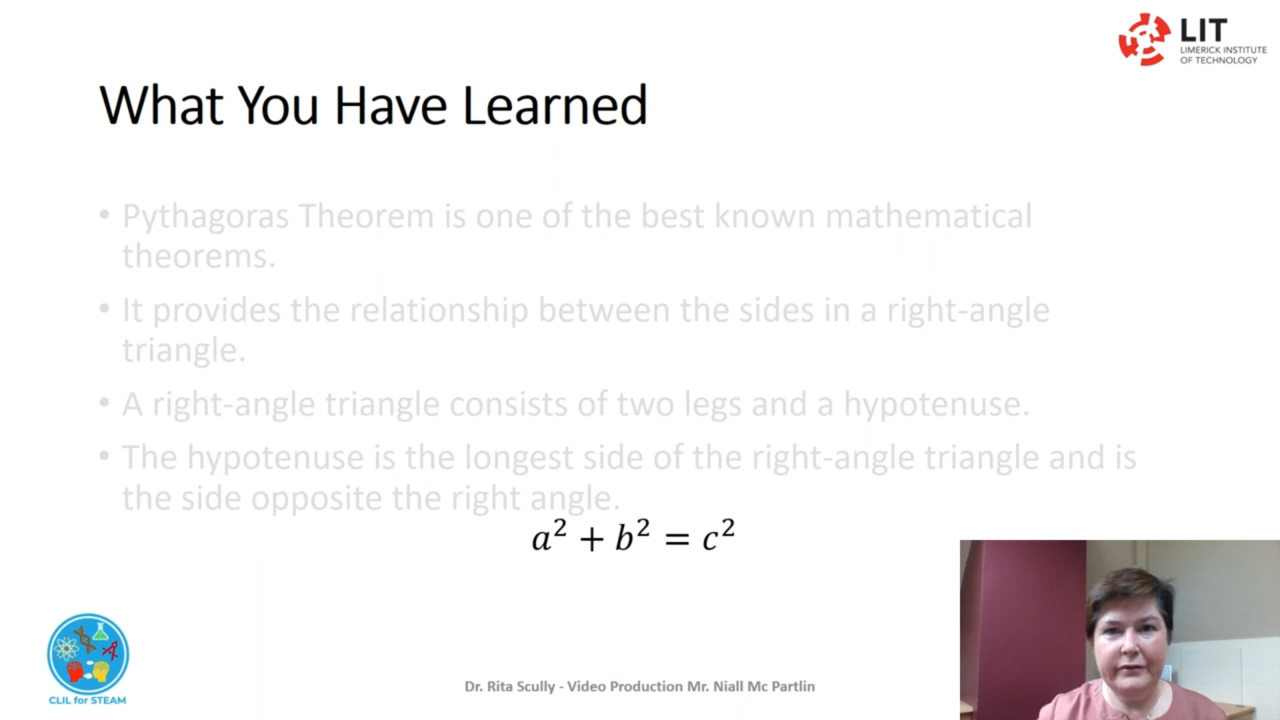 LIT
LIMERICK INSTITUTE
OF TECHNOLOGY
What You Have Learned
• Pythagoras Theorem is one of the best known mathematical
theorems.
• It provides the relationship between the sides in a right-angle
triangle.
• A right-angle triangle consists of two legs and a hypotenuse.
• The hypotenuse is the longest side of the right-angle triangle and is
the side opposite the right angle.
a² + b² = c²
CLIL for STEAM
Dr. Rita Scully - Video Production Mr. Niall Mc Partlin